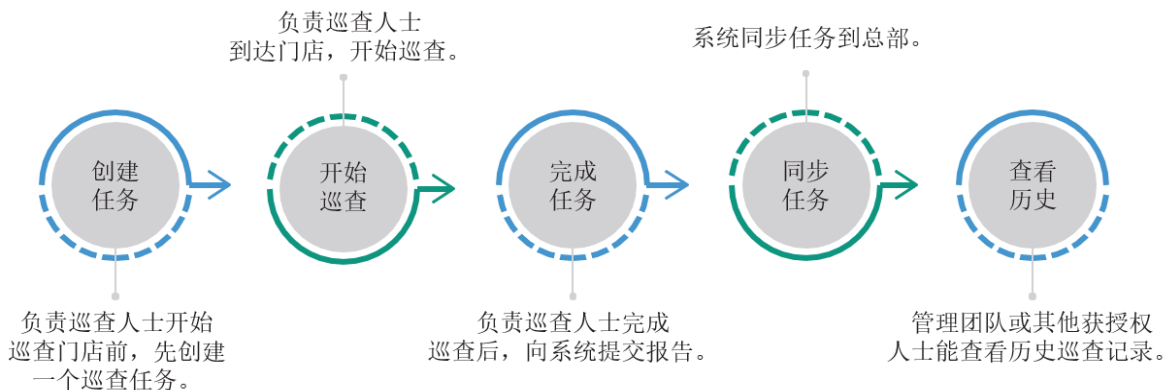 负责巡查人士
到达门店，开始巡查。
系统同步任务到总部。
创建
任务
开始
巡查
完成
任务
同步
任务
查看
历史
负责巡查人士开始
巡查门店前，先创建
一个巡查任务。
负责巡查人士完成
巡查后，向系统提交报告。
管理团队或其他获授权
人士能查看历史巡查记录。